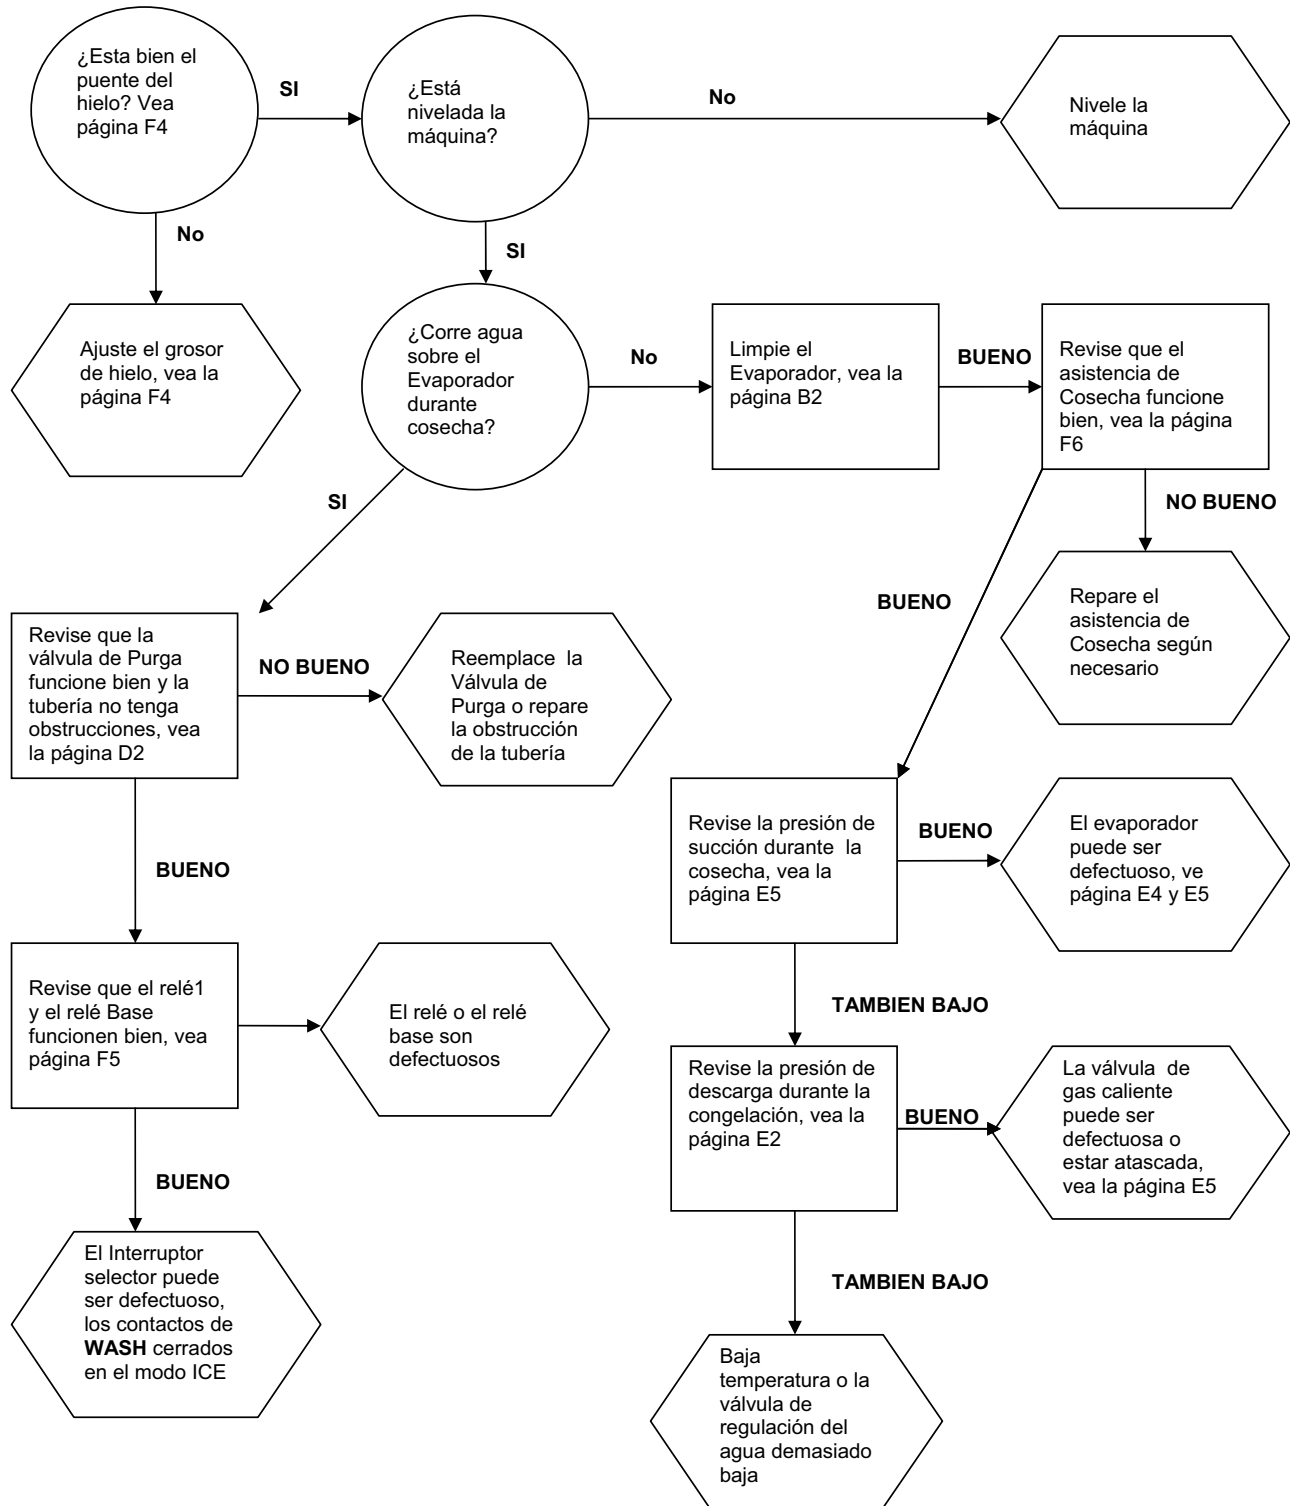 ¿Esta bien el
puente del
hielo? Vea
página F4
SI
¿Está
nivelada la
máquina?
No
Nivele la
máquina
No
SI
Ajuste el grosor
de hielo, vea la
página F4
¿Corre agua
sobre el
Evaporador
durante
cosecha?
No
Limpie el
Evaporador, vea la
página B2
BUENO
Revise que el
asistencia de
Cosecha funcione
bien, vea la página
F6
SI
NO BUENO
BUENO
Repare el
asistencia de
Cosecha según
necesario
Revise que la
válvula de Purga
funcione bien y la
tubería no tenga
obstrucciones, vea
la página D2
NO BUENO
Reemplace la
Válvula de
Purga o repare
la obstrucción
de la tubería
Revise la presión de
succión durante la
cosecha, vea la
página E5
BUENO
El evaporador
puede ser
defectuoso, ve
página E4 y E5
BUENO
TAMBIEN BAJO
Revise que el relé1
y el relé Base
funcionen bien, vea
página F5
El relé o el relé
base son
defectuosos
Revise la presión de
descarga durante la
congelación, vea la
página E2
BUENO
La válvula de
gas caliente
puede ser
defectuosa o
estar atascada,
vea la página E5
BUENO
TAMBIEN BAJO
El Interruptor
selector puede
ser defectuoso,
los contactos de
WASH cerrados
en el modo ICE
Baja
temperatura o la
válvula de
regulación del
agua demasiado
baja